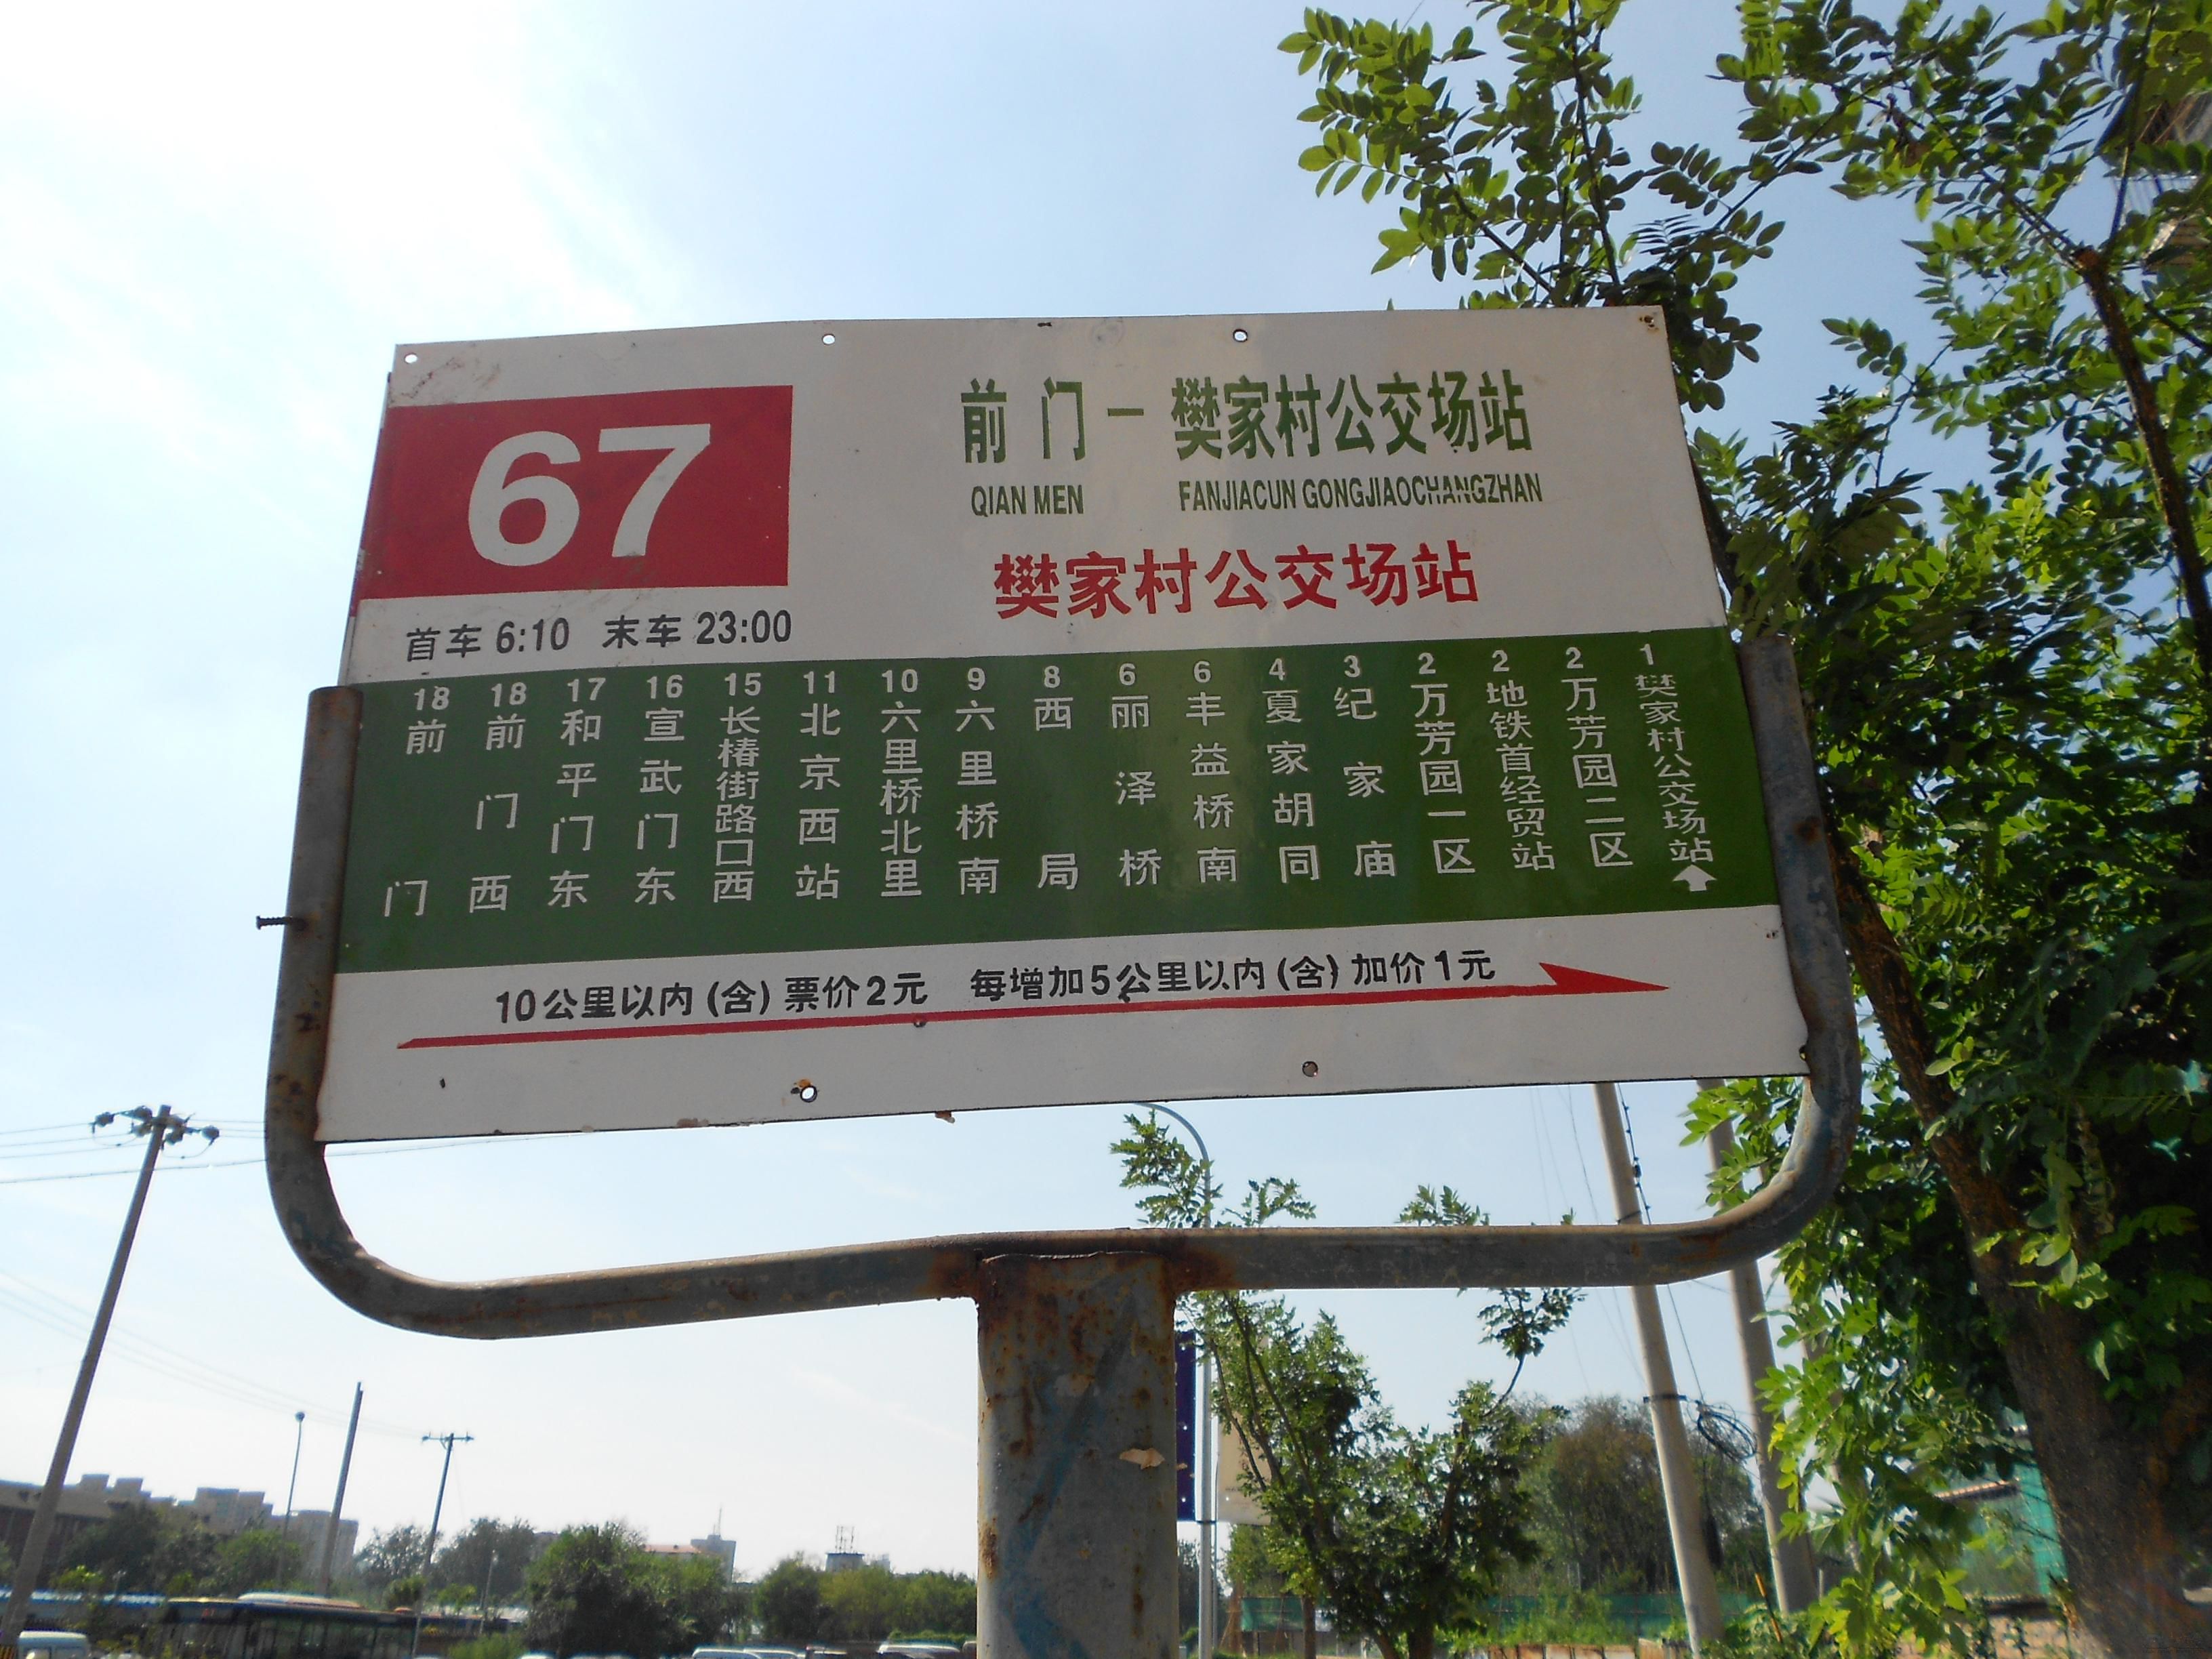 67
前门－樊家村公交场站
QIAN MEN FANJIACUN GONGJIAOCHANGZHAN
樊家村公交场站
首车 6:10 末车 23:00
18 前门
18 前门西
17 和平门东
16 宣武门东
15 长椿街路口西
11 北京西站
10 六里桥北里
9 六里桥南
8 西局
6 丽泽桥
6 丰益桥南
4 夏家胡同
3 纪家庙
2 万芳园一区
2 地铁首经贸站
2 万芳园二区
1 樊家村公交场站
10公里以内(含)票价2元 每增加5公里以内(含)加价1元